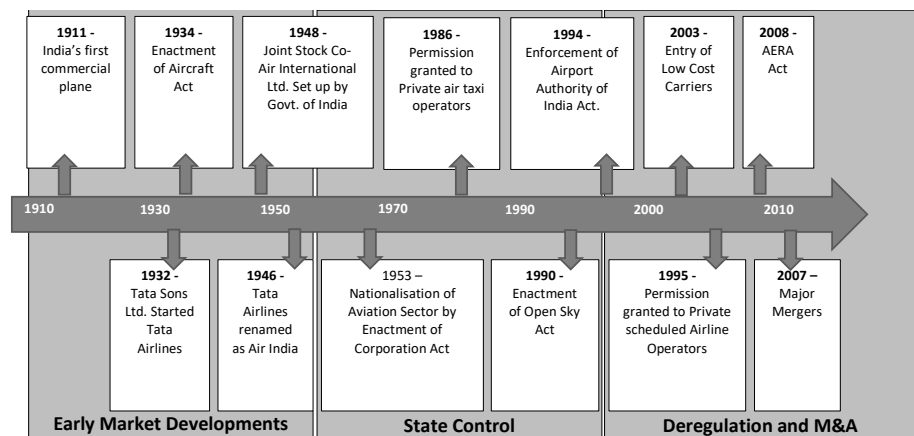 1911 -
India's first
commercial
plane
1934 -
Enactment
of Aircraft
Act
1948 -
Joint Stock Co-
Air International
Ltd. Set up by
Govt. of India
1986 -
Permission
granted to
Private air taxi
operators
1994 -
Enforcement of
Airport
Authority of
India Act.
2003 -
Entry of
Low Cost
Carriers
2008 -
AERA
Act
1910
1930
1950
1970
1990
2000
2010
1932 -
Tata Sons
Ltd. Started
Tata
Airlines
1946 -
Tata
Airlines
renamed
as Air India
1953 –
Nationalisation of
Aviation Sector by
Enactment of
Corporation Act
1990 -
Enactment
of Open Sky
Act
1995 -
Permission
granted to Private
scheduled Airline
Operators
2007 –
Major
Mergers
Early Market Developments
State Control
Deregulation and M&A